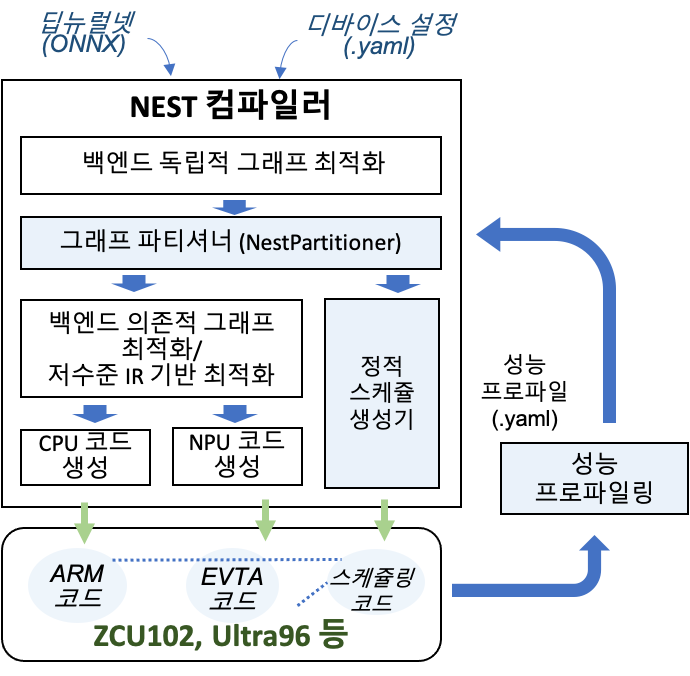 딥뉴럴넷
(ONNX)
디바이스 설정
(.yaml)
NEST 컴파일러
백엔드 독립적 그래프 최적화
그래프 파티셔너 (NestPartitioner)
백엔드 의존적 그래프
최적화/
저수준 IR 기반 최적화
정적
스케쥴
생성기
CPU 코드
생성
NPU 코드
생성
성능
프로파일
(.yaml)
성능
프로파일링
ARM
코드
EVTA
코드
스케쥴링
코드
ZCU102, Ultra96 등